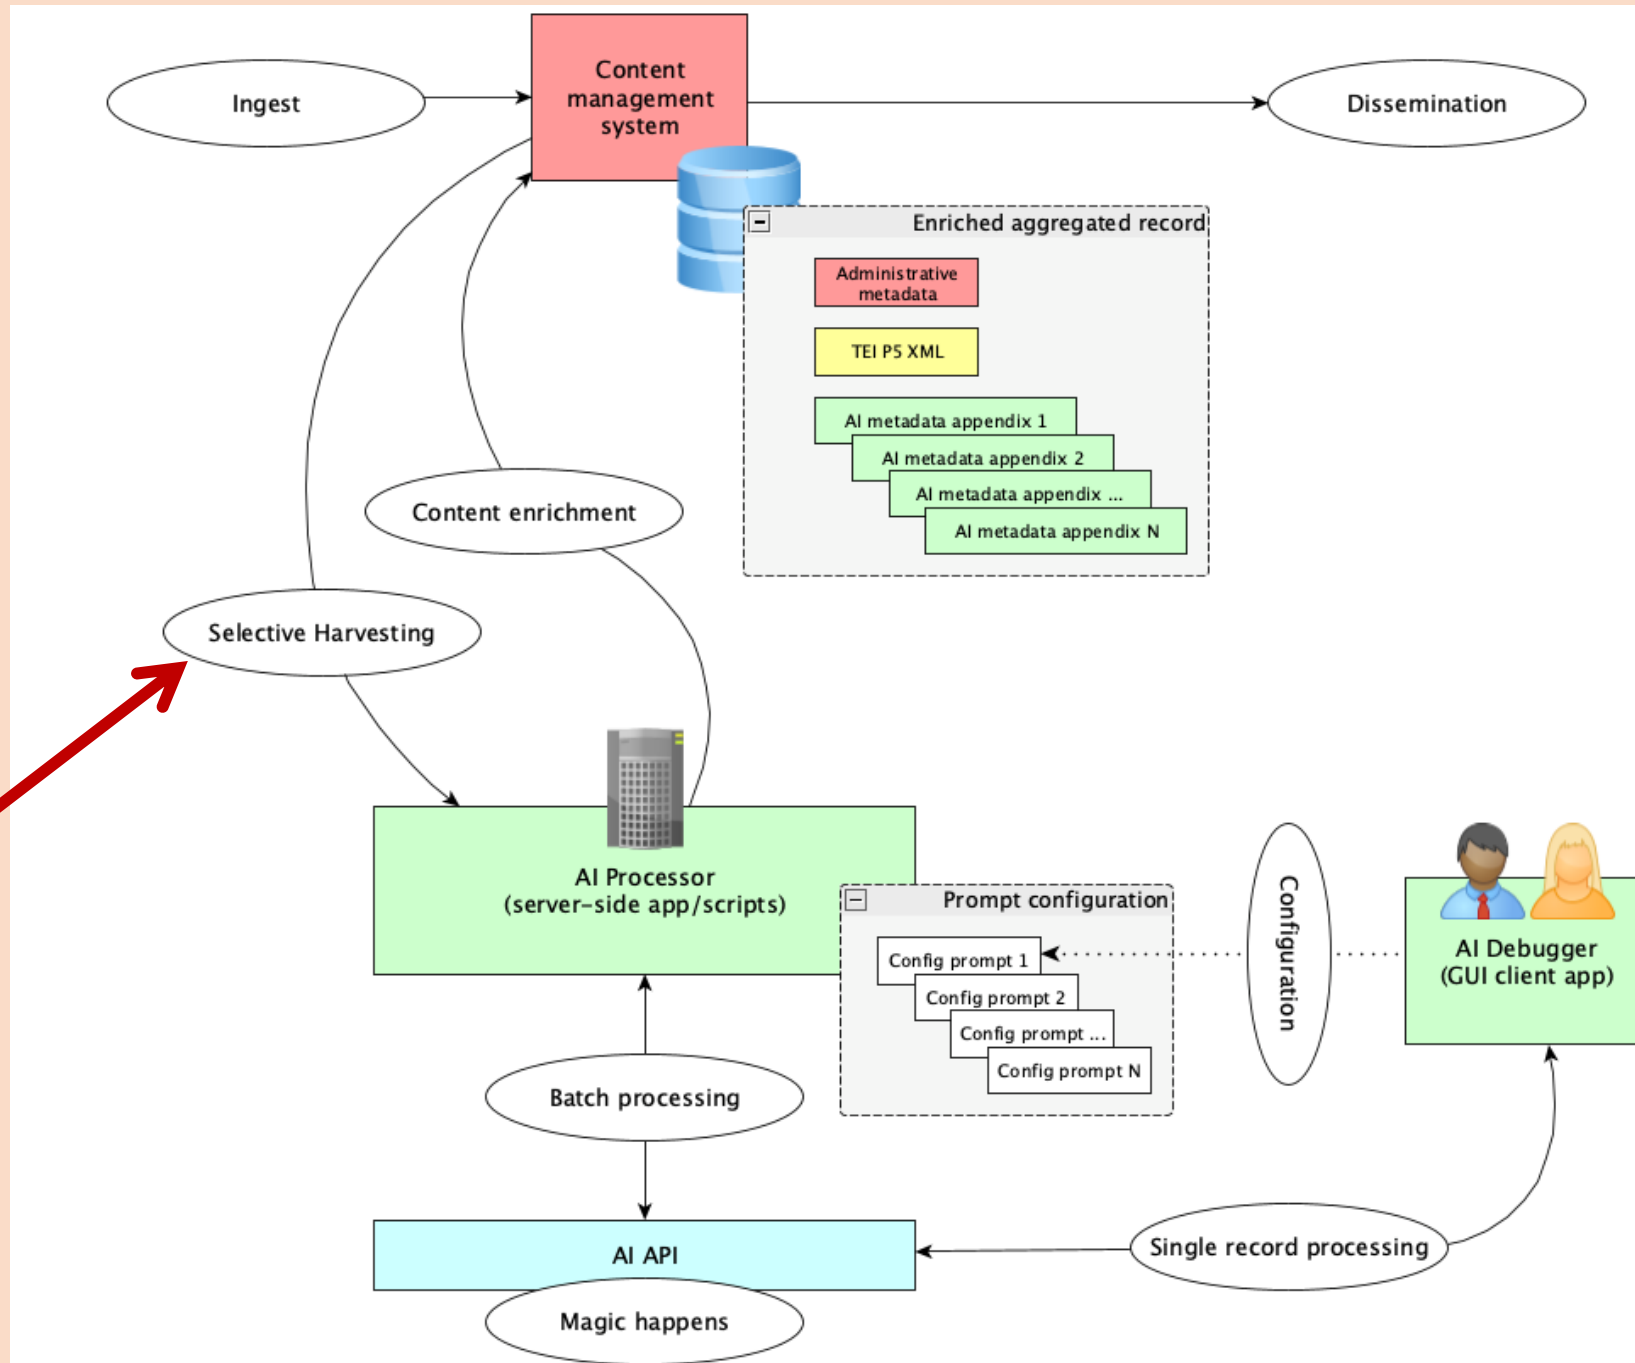 Ingest
Content
management
system
Dissemination
Enriched aggregated record
Administrative
metadata
TEI P5 XML
AI metadata appendix 1
AI metadata appendix 2
AI metadata appendix ...
AI metadata appendix N
Content enrichment
Selective Harvesting
AI Processor
(server-side app/scripts)
Prompt configuration
Config prompt 1
Config prompt 2
Config prompt ...
Config prompt N
Configuration
AI Debugger
(GUI client app)
Batch processing
AI API
Single record processing
Magic happens